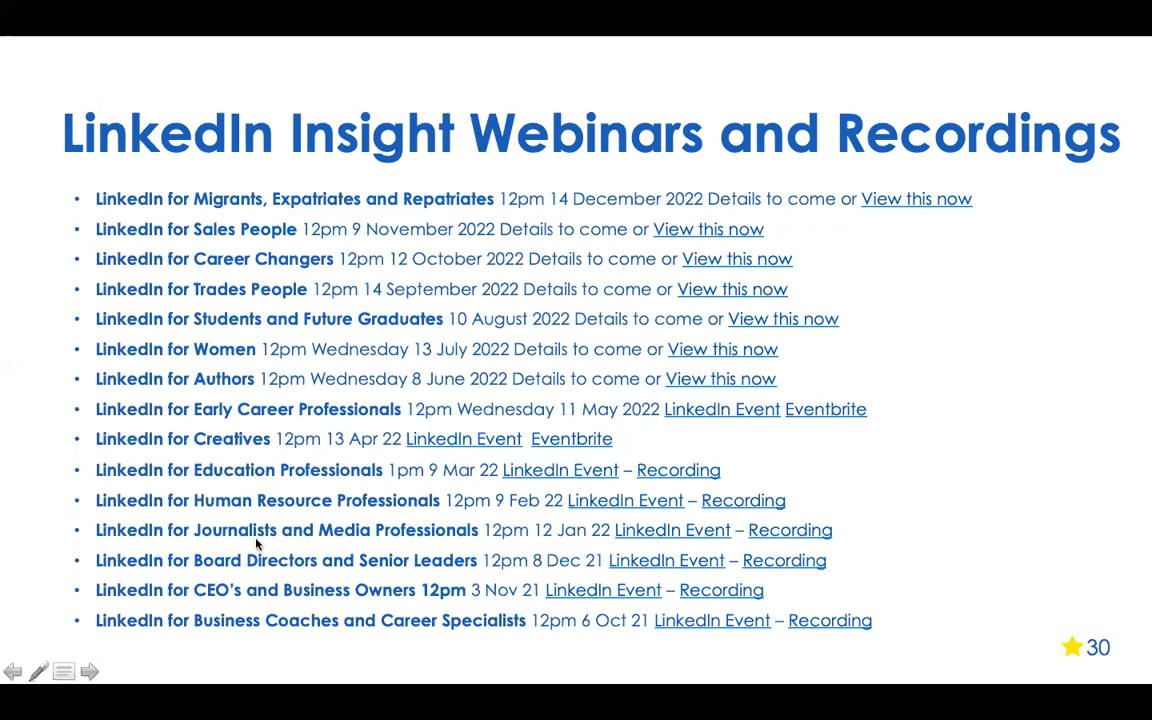 LinkedIn Insight Webinars and Recordings
• LinkedIn for Migrants, Expatriates and Repatriates 12pm 14 December 2022 Details to come or View this now
• LinkedIn for Sales People 12pm 9 November 2022 Details to come or View this now
• LinkedIn for Career Changers 12pm 12 October 2022 Details to come or View this now
• LinkedIn for Trades People 12pm 14 September 2022 Details to come or View this now
• LinkedIn for Students and Future Graduates 10 August 2022 Details to come or View this now
• LinkedIn for Women 12pm Wednesday 13 July 2022 Details to come or View this now
• LinkedIn for Authors 12pm Wednesday 8 June 2022 Details to come or View this now
• LinkedIn for Early Career Professionals 12pm Wednesday 11 May 2022 LinkedIn Event Eventbrite
• LinkedIn for Creatives 12pm 13 Apr 22 LinkedIn Event Eventbrite
• LinkedIn for Education Professionals 1pm 9 Mar 22 LinkedIn Event – Recording
• LinkedIn for Human Resource Professionals 12pm 9 Feb 22 LinkedIn Event – Recording
• LinkedIn for Journalists and Media Professionals 12pm 12 Jan 22 LinkedIn Event – Recording
• LinkedIn for Board Directors and Senior Leaders 12pm 8 Dec 21 LinkedIn Event – Recording
• LinkedIn for CEO's and Business Owners 12pm 3 Nov 21 LinkedIn Event – Recording
• LinkedIn for Business Coaches and Career Specialists 12pm 6 Oct 21 LinkedIn Event – Recording
30